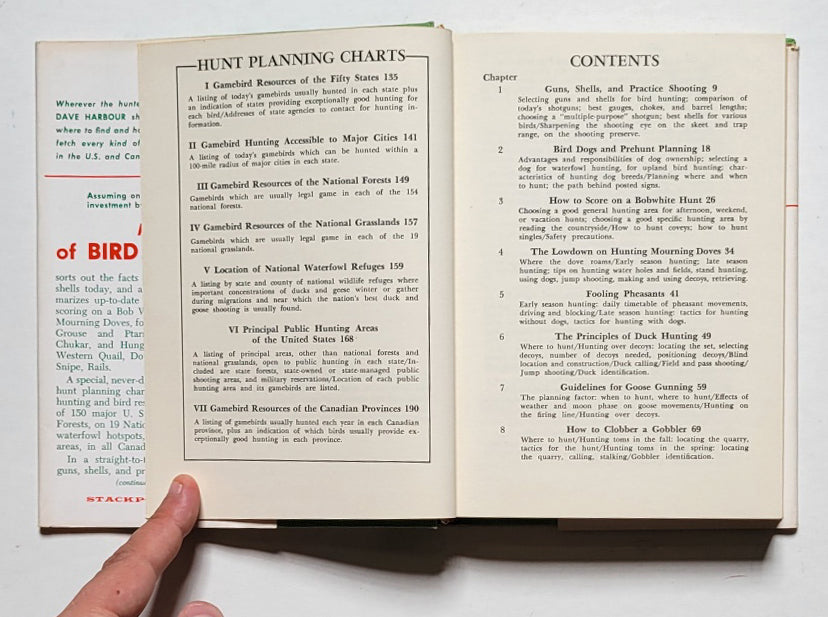 Wherever the hunte
DAVE HARBOUR sh
where to find and ho
fetch every kind of
in the U.S. and Can
Assuming on
investment b
of BIRD
sorts out the facts
shells today, and a
marizes up-to-date
scoring on a Bob V
Mourning Doves, fo
Grouse and Ptar
Chukar, and Hung
Western Quail, Do
Snipe, Rails.
A special, never-d
hunt planning char
hunting and bird res
of 150 major U. S
Forests, on 19 Natio
waterfowl hotspots,
areas, in all Canad
In a straight-to-t
guns, shells, and pr
(continu
STACKP
HUNT PLANNING CHARTS
I Gamebird Resources of the Fifty States 135
A listing of today's gamebirds usually hunted in each state plus
an indication of states providing exceptionally good hunting for
each bird/Addresses of state agencies to contact for hunting in-
formation.
II Gamebird Hunting Accessible to Major Cities 141
A listing of today's gamebirds which can be hunted within a
100-mile radius of major cities in each state.
III Gamebird Resources of the National Forests 149
Gamebirds which are usually legal game in each of the 154
national forests.
IV Gamebird Resources of the National Grasslands 157
Gamebirds which are usually legal game in each of the 19
national grasslands.
V Location of National Waterfowl Refuges 159
A listing by state and county of national wildlife refuges where
important concentrations of ducks and geese winter or gather
during migrations and near which the nation's best duck and
goose shooting is usually found.
VI Principal Public Hunting Areas
of the United States 168
A listing of principal areas, other than national forests and
national grasslands, open to public hunting in each state/In-
cluded are state forests, state-owned or state-managed public
shooting areas, and military reservations/Location of each public
hunting area and its gamebirds are listed.
VII Gamebird Resources of the Canadian Provinces 190
A listing of gamebirds usually hunted each year in each Canadian
province, plus an indication of which birds usually provide ex-
ceptionally good hunting in each province.
CONTENTS
Chapter
1 Guns, Shells, and Practice Shooting 9
Selecting guns and shells for bird hunting; comparison of
today's shotguns; best gauges, chokes, and barrel lengths;
choosing a "multiple-purpose" shotgun; best shells for various
birds/Sharpening the shooting eye on the skeet and trap
range, on the shooting preserve.
2 Bird Dogs and Prehunt Planning 18
Advantages and responsibilities of dog ownership; selecting a
dog for waterfowl hunting, for upland bird hunting; char-
acteristics of hunting dog breeds/Planning where and when
to hunt; the path behind posted signs.
3 How to Score on a Bobwhite Hunt 26
Choosing a good general hunting area for afternoon, weekend,
or vacation hunts; choosing a good specific hunting area by
reading the countryside/How to hunt coveys; how to hunt
singles/Safety precautions.
4 The Lowdown on Hunting Mourning Doves 34
Where the dove roams/Early season hunting; late season
hunting; tips on hunting water holes and fields, stand hunting,
using dogs, jump shooting, making and using decoys, retrieving.
5 Fooling Pheasants 41
Early season hunting: daily timetable of pheasant movements,
driving and blocking/Late season hunting: tactics for hunting
without dogs, tactics for hunting with dogs.
6 The Principles of Duck Hunting 49
Where to hunt/Hunting over decoys: locating the set, selecting
decoys, number of decoys needed, positioning decoys/Blind
location and construction/Duck calling/Field and pass shooting/
Jump shooting/Duck identification.
7 Guidelines for Goose Gunning 59
The planning factor: when to hunt, where to hunt/Effects of
weather and moon phase on goose movements/Hunting on
the firing line/Hunting over decoys.
8 How to Clobber a Gobbler 69
Where to hunt/Hunting toms in the fall: locating the quarry,
tactics for the hunt/Hunting toms in the spring: locating
the quarry, calling, stalking/Gobbler identification.